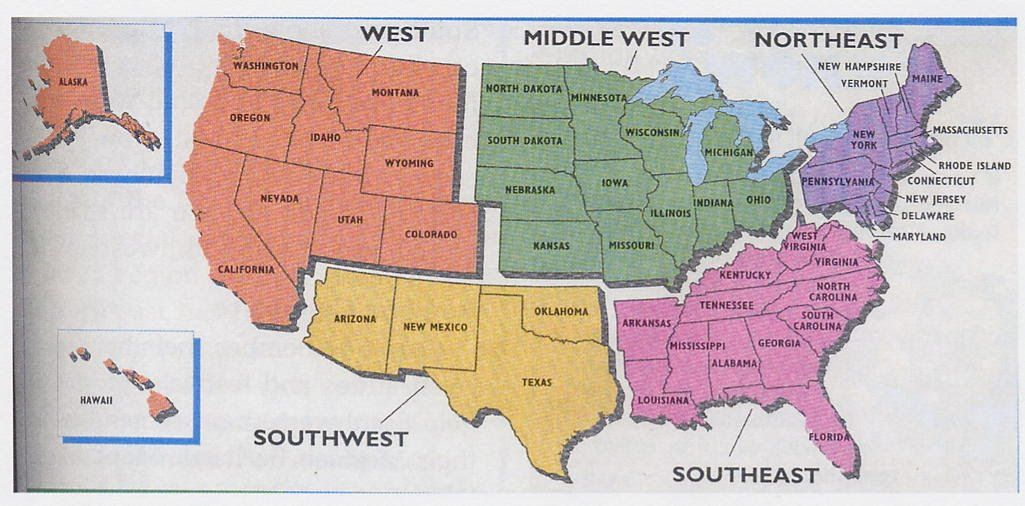 WEST
MIDDLE WEST
NORTHEAST
ALASKA
WASHINGTON
MONTANA
OREGON
IDAHO
WYOMING
NEVADA
UTAH
COLORADO
CALIFORNIA
HAWAII
NORTH DAKOTA
MINNESOTA
SOUTH DAKOTA
WISCONSIN
MICHIGAN
NEBRASKA
IOWA
ILLINOIS
INDIANA
OHIO
KANSAS
MISSOURI
NEW HAMPSHIRE
VERMONT
MAINE
NEW
YORK
MASSACHUSETTS
RHODE ISLAND
CONNECTICUT
PENNSYLVANIA
NEW JERSEY
DELAWARE
MARYLAND
ARIZONA
NEW MEXICO
OKLAHOMA
TEXAS
SOUTHWEST
WEST
VIRGINIA
VIRGINIA
KENTUCKY
NORTH
CAROLINA
TENNESSEE
SOUTH
CAROLINA
ARKANSAS
MISSISSIPPI
ALABAMA
GEORGIA
LOUISIANA
FLORIDA
SOUTHEAST